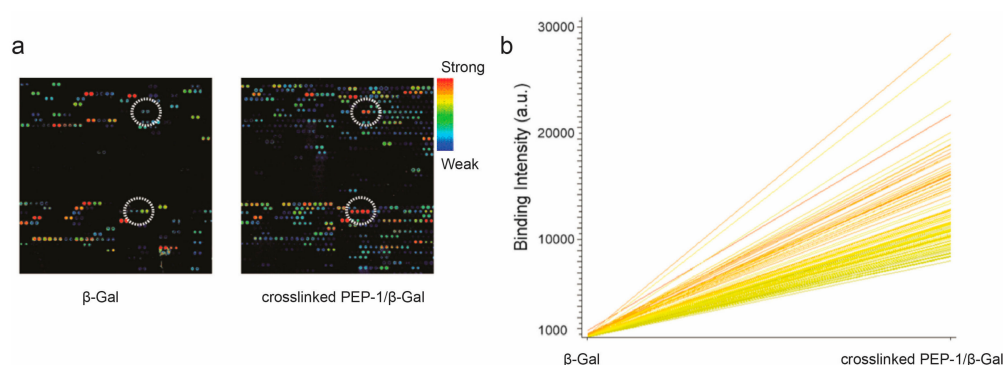 a
Strong
Weak
β-Gal
crosslinked PEP-1/β-Gal
b
Binding Intensity (a.u.)
30000
20000
10000
1000
β-Gal
crosslinked PEP-1/β-Gal